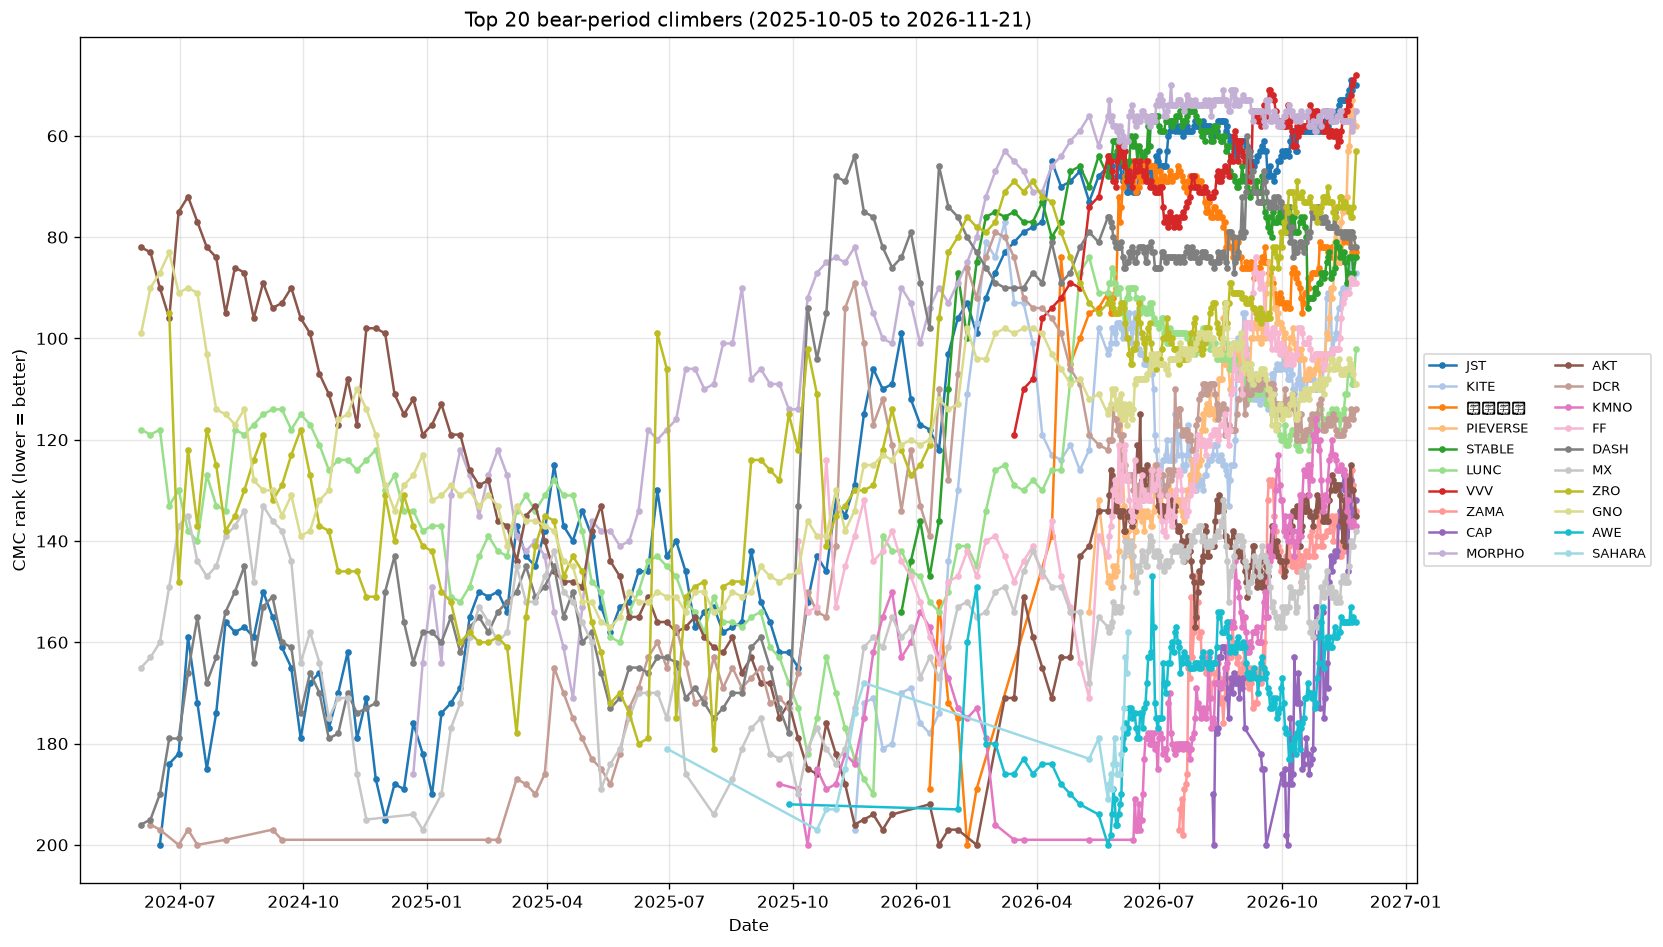 Top 20 bear-period climbers (2025-10-05 to 2026-11-21)
CMC rank (lower = better)
60
80
100
120
140
160
180
200
2024-07
2024-10
2025-01
2025-04
2025-07
2025-10
2026-01
2026-04
2026-07
2026-10
2027-01
Date
JST
KITE
PIEVERSE
STABLE
LUNC
VVV
ZAMA
CAP
MORPHO
AKT
DCR
KMNO
FF
DASH
MX
ZRO
GNO
AWE
SAHARA